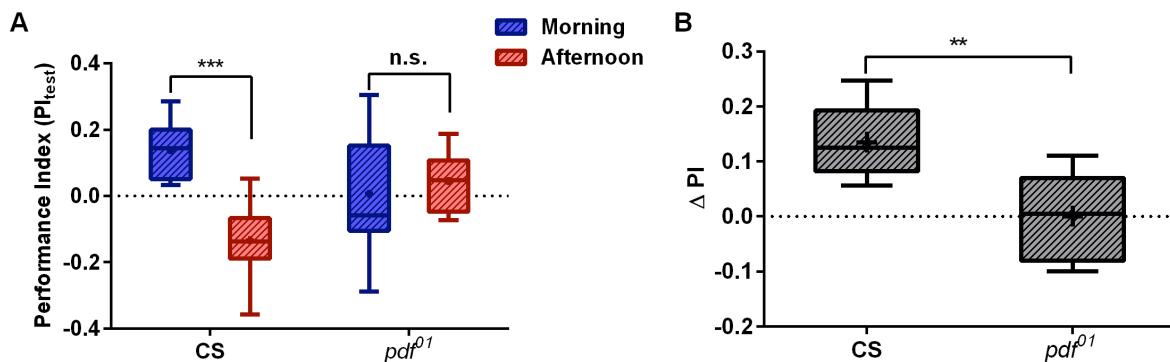 A
Morning
Afternoon
Performance Index (PItest)
0.4
0.2
0.0
-0.2
-0.4
***
n.s.
CS
pdf01
B
Δ PI
0.3
0.2
0.1
0.0
-0.1
-0.2
**
CS
pdf01